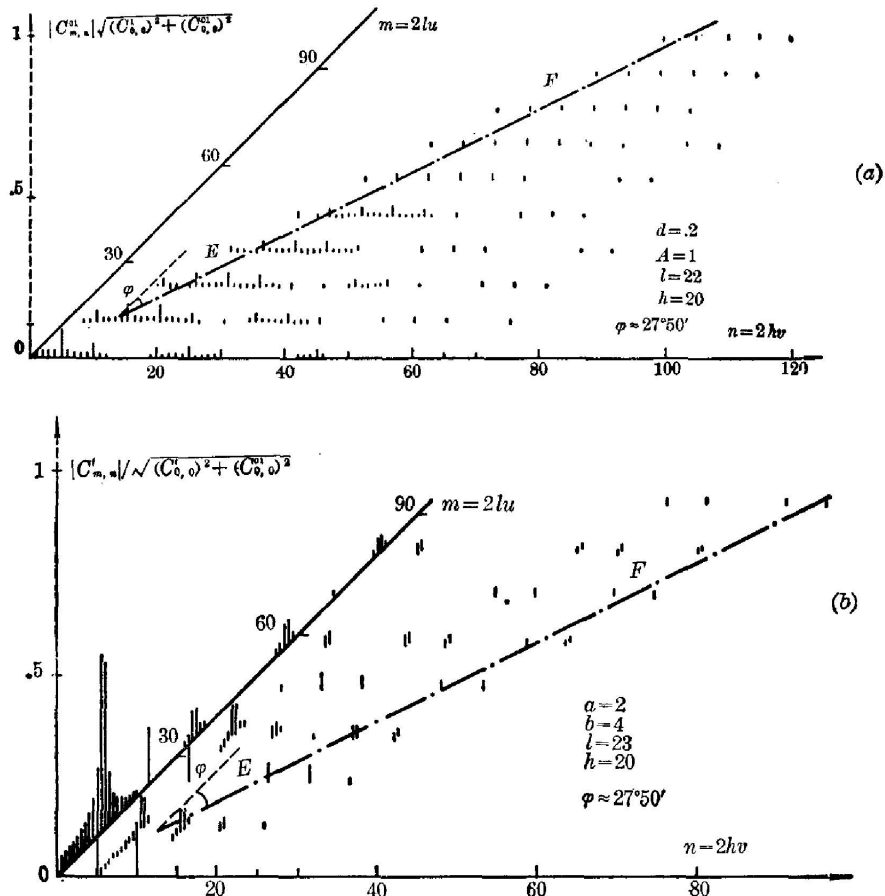 1
|C^{01}_{m,n}|√(C^{1}_{0,0})^2+(C^{01}_{0,0})^2
m=2lu
90
F
60
(a)
.5
30
E
φ
d=.2
A=1
l=22
h=20
φ≈27°50′
n=2hv
0
20
40
60
80
100
120
1
|C′_{m,n}|/√(C′_{0,0})^2+(C^{01}_{0,0})^2
90
m=2lu
F
(b)
60
.5
30
φ
E
a=2
b=4
l=23
h=20
φ≈27°50′
n=2hv
0
20
40
60
80